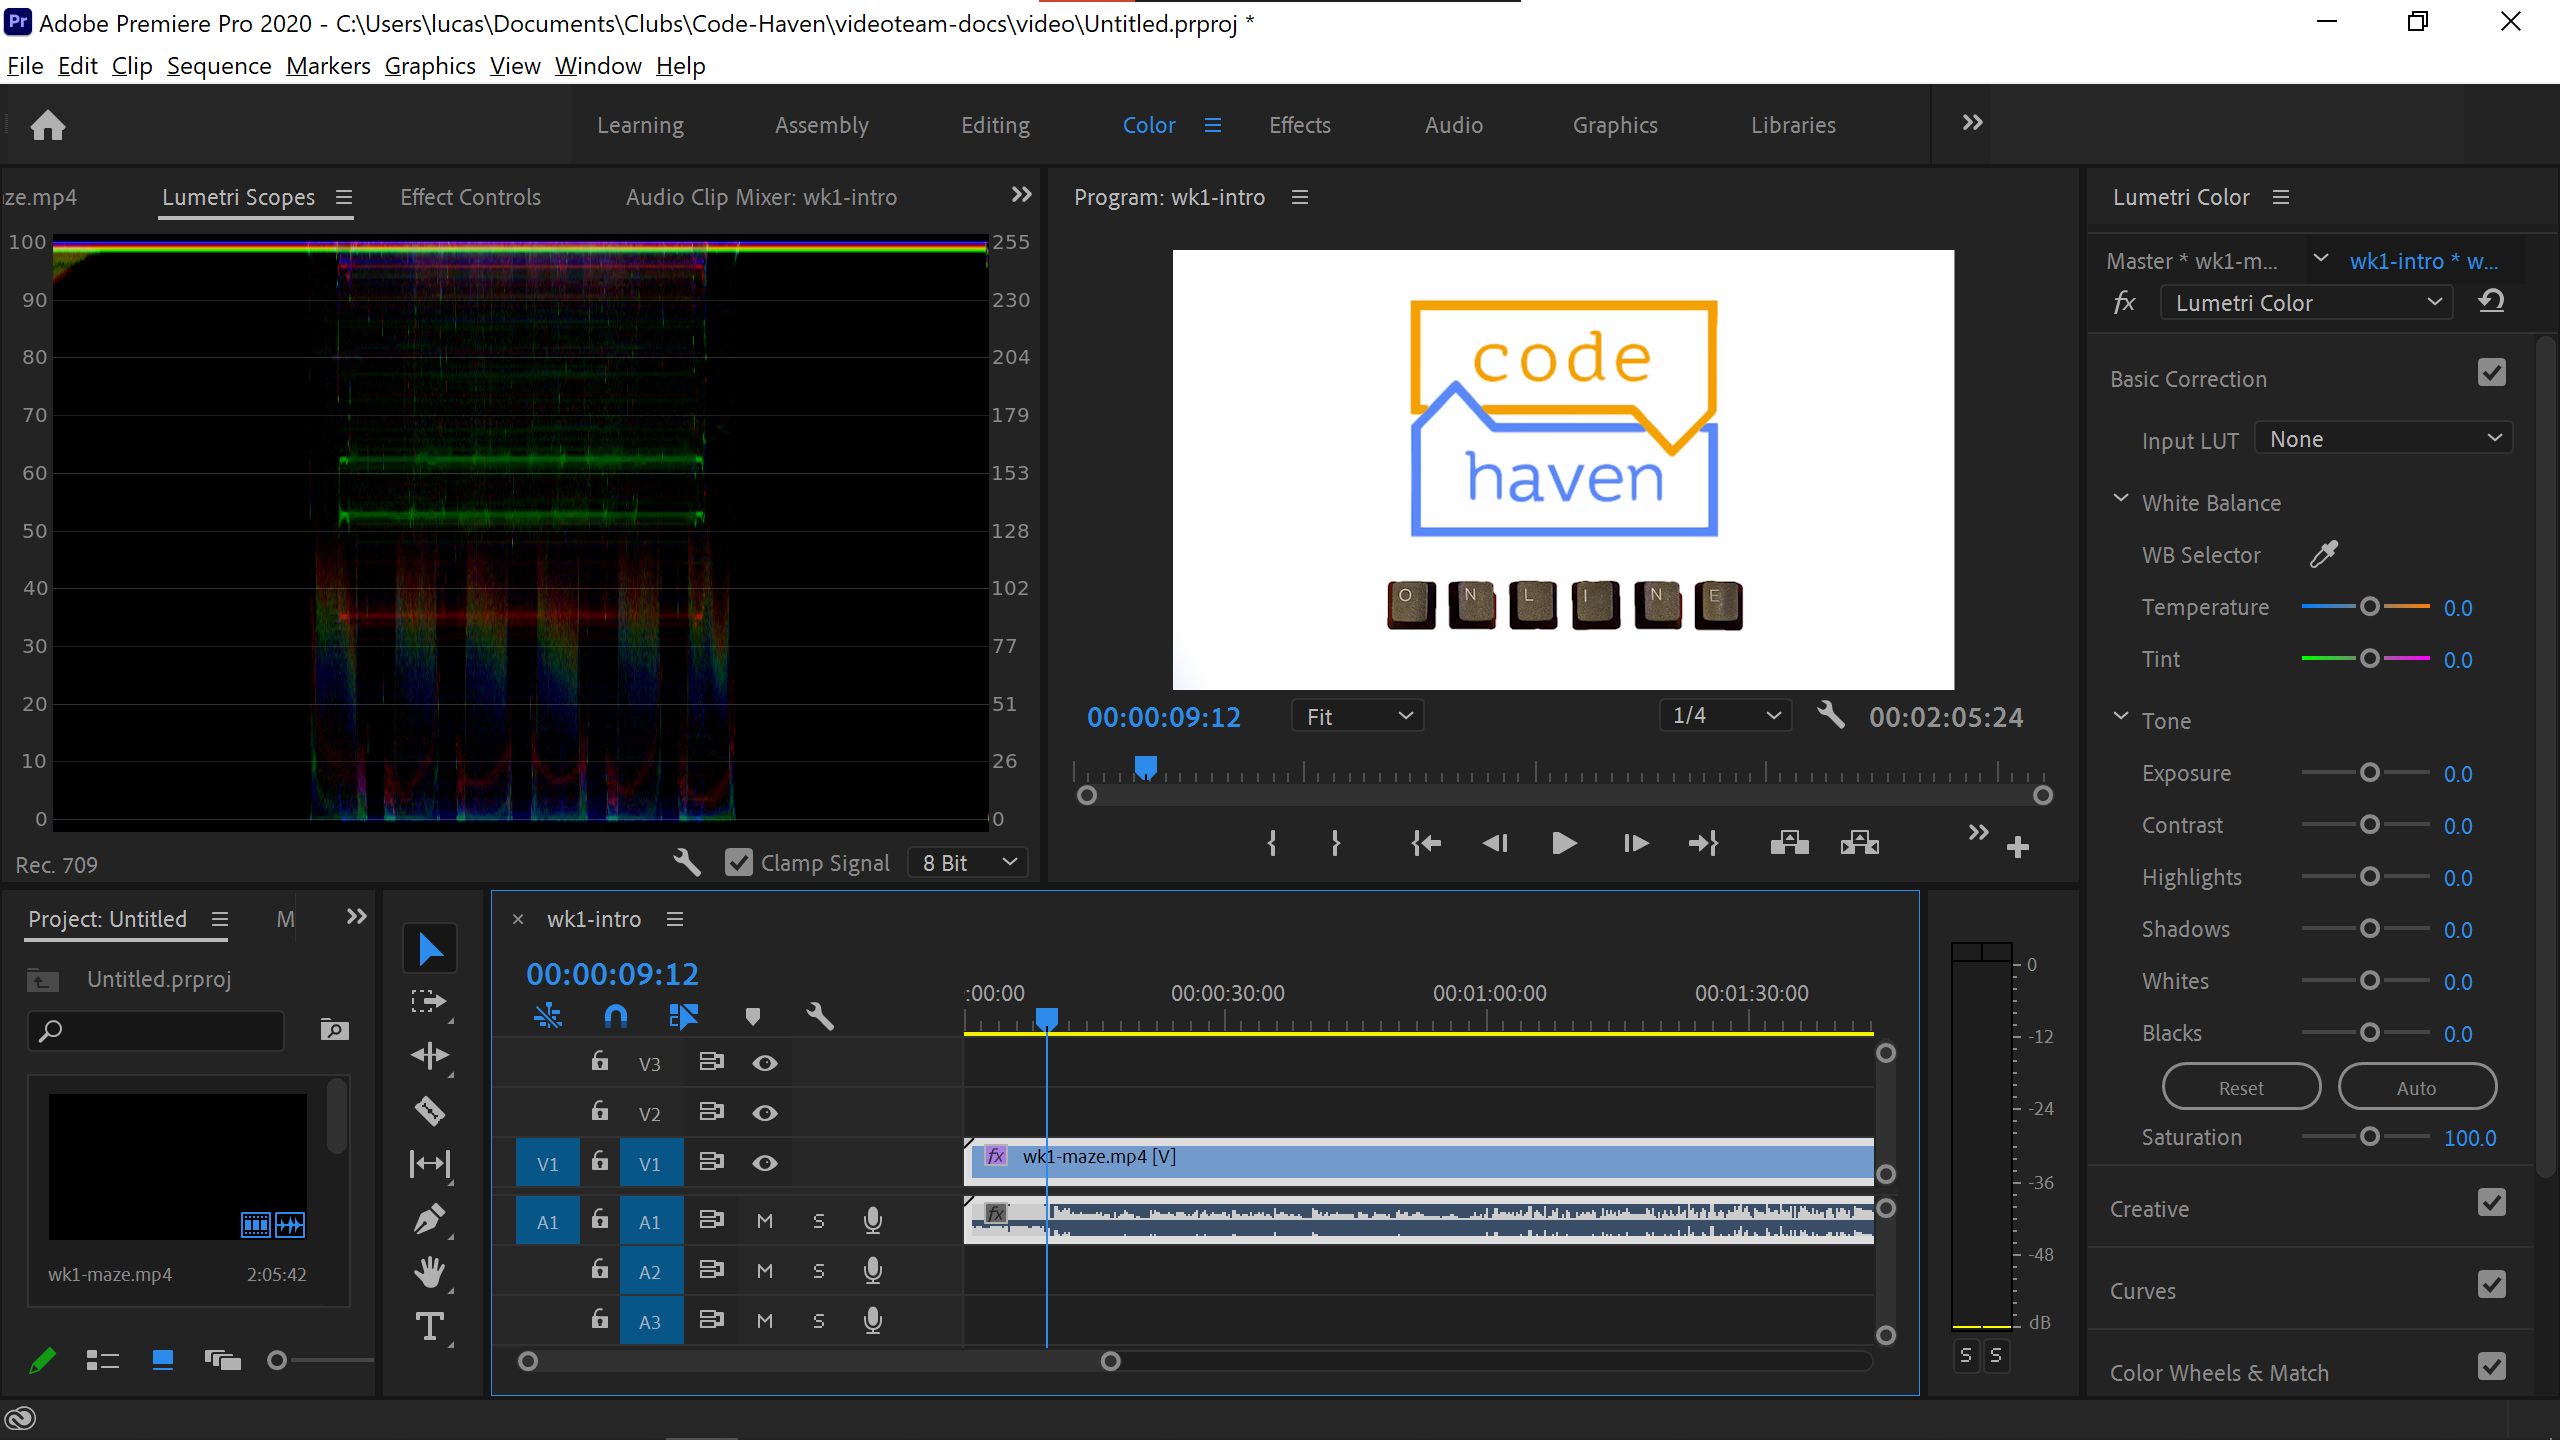 Adobe Premiere Pro 2020 - C:\Users\lucas\Documents\Clubs\Code-Haven\videoteam-docs\video\Untitled.prproj *
File Edit Clip Sequence Markers Graphics View Window Help
Learning Assembly Editing Color Effects Audio Graphics Libraries
ze.mp4 Lumetri Scopes Effect Controls Audio Clip Mixer: wk1-intro
100 255
90 230
80 204
70 179
60 153
50 128
40 102
30 77
20 51
10 26
0 0
Rec. 709 Clamp Signal 8 Bit
Program: wk1-intro
code
haven
O N L I N E
00:00:09:12 Fit 1/4 00:02:05:24
Lumetri Color
Master * wk1-m... wk1-intro * w...
fx Lumetri Color
Basic Correction
Input LUT None
White Balance
WB Selector
Temperature 0.0
Tint 0.0
Tone
Exposure 0.0
Contrast 0.0
Highlights 0.0
Shadows 0.0
Whites 0.0
Blacks 0.0
Reset Auto
Saturation 100.0
Creative
Curves
Color Wheels & Match
Project: Untitled M
Untitled.prproj
wk1-maze.mp4 2:05:42
× wk1-intro
00:00:09:12
:00:00 00:00:30:00 00:01:00:00 00:01:30:00
V3
V2
V1 V1 fx wk1-maze.mp4 [V]
A1 A1 M S fx
A2 M S
A3 M S
0
-12
-24
-36
-48
dB
S S